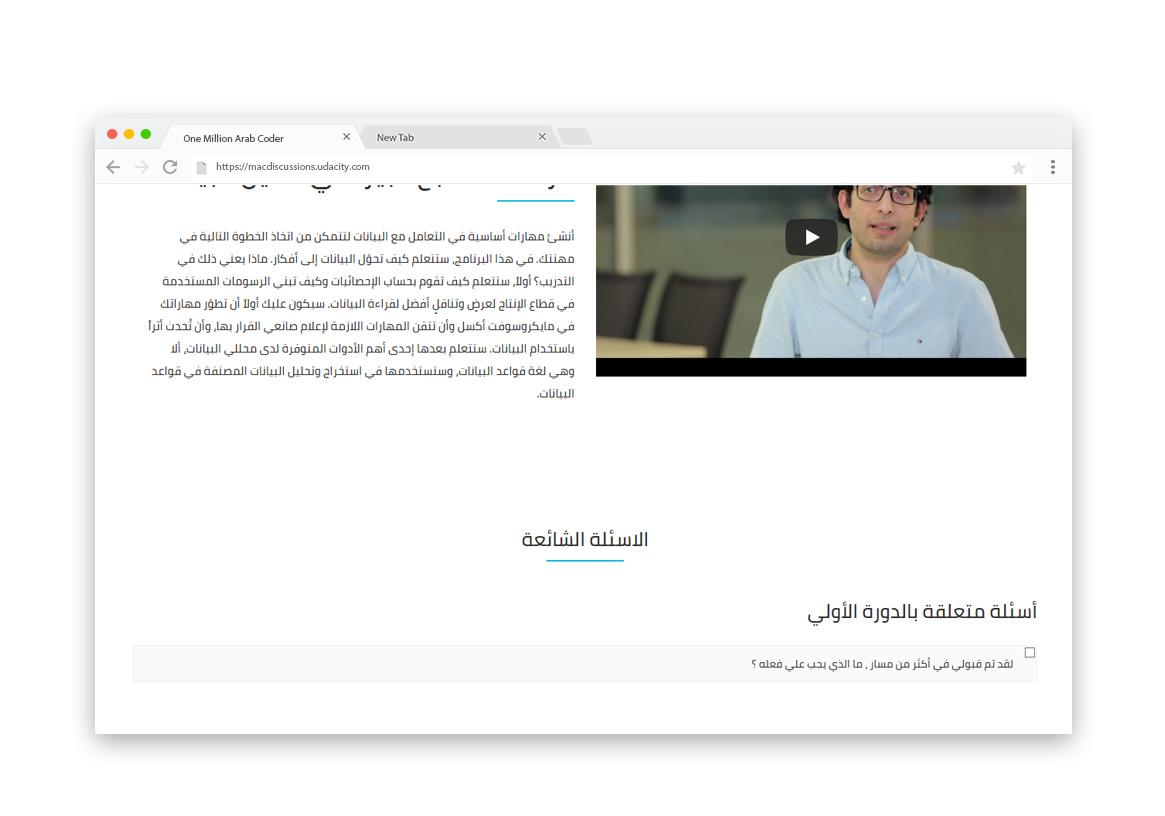 One Million Arab Coder
New Tab
https://macdiscussions.udacity.com
أنشئ مهارات أساسية في التعامل مع البيانات لتتمكن من اتخاذ الخطوة التالية في
مهنتك. في هذا البرنامج, ستتعلم كيف تحوّل البيانات إلى أفكار. ماذا يعني ذلك في
التدريب؟ أولاً, ستتعلم كيف تقوم بحساب الإحصائيات وكيف تبني الرسومات المستخدمة
في قطاع الإنتاج لعرضٍ وتناقلٍ أفضل لقراءة البيانات. سيكون عليك أولاً أن تطوّر مهاراتك
في مايكروسوفت أكسل وأن تتقن المهارات اللازمة لإعلام صانعي القرار بها, وأن تُحدث أثراً
باستخدام البيانات. ستتعلم بعدها إحدى أهم الأدوات المتوفرة لدى محللي البيانات, ألا
وهي لغة قواعد البيانات, وستستخدمها في استخراج وتحليل البيانات المصنفة في قواعد
البيانات.
الاسئلة الشائعة
أسئلة متعلقة بالدورة الأولي
لقد تم قبولي في أكثر من مسار , ما الذي يجب علي فعله ؟